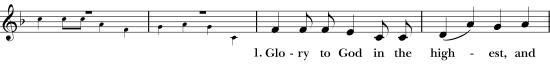 1. Glo - ry to God in the high - est, and